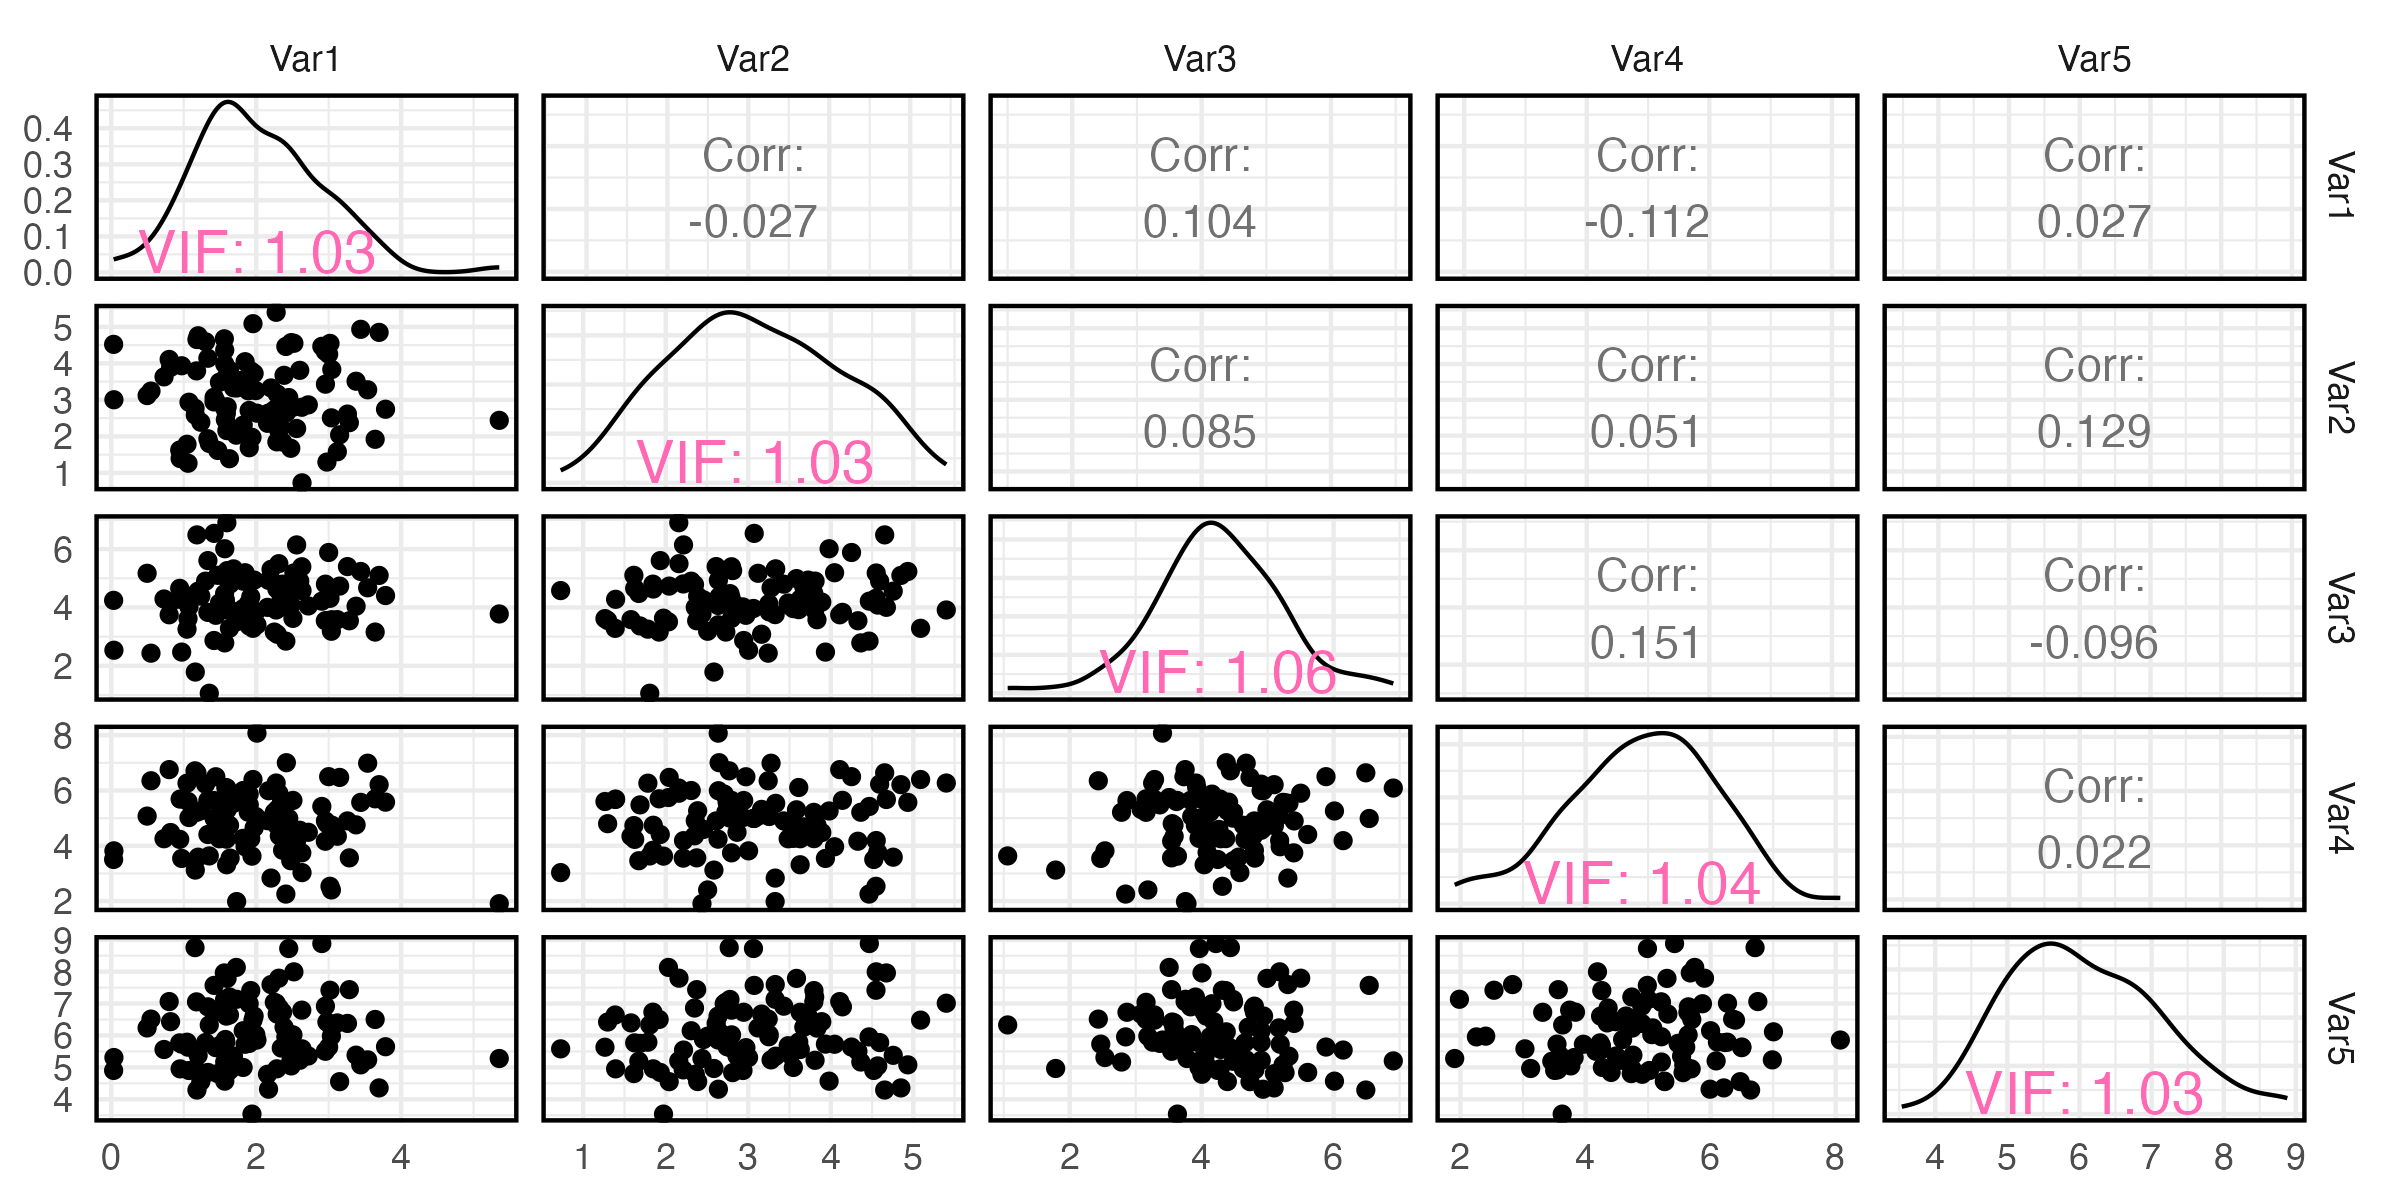 Var1 Var2 Var3 Var4 Var5
0.4
0.3
0.2
0.1
0.0
VIF: 1.03
Corr:
-0.027
Corr:
0.104
Corr:
-0.112
Corr:
0.027
Var1
5
4
3
2
1
VIF: 1.03
Corr:
0.085
Corr:
0.051
Corr:
0.129
Var2
6
4
2
VIF: 1.06
Corr:
0.151
Corr:
-0.096
Var3
8
6
4
2
VIF: 1.04
Corr:
0.022
Var4
9
8
7
6
5
4
VIF: 1.03
Var5
0 2 4
1 2 3 4 5
2 4 6
2 4 6 8
4 5 6 7 8 9